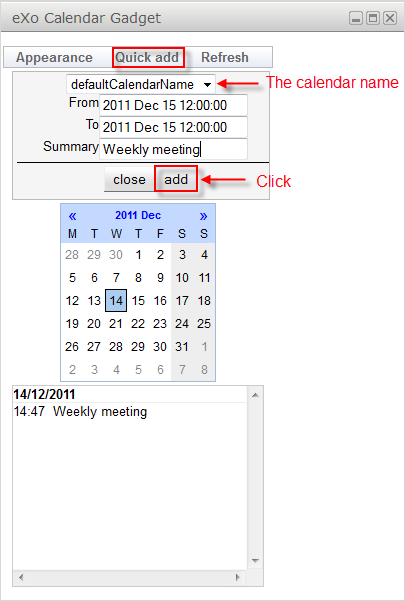 eXo Calendar Gadget
Appearance Quick add Refresh
defaultCalendarName The calendar name
From 2011 Dec 15 12:00:00
To 2011 Dec 15 12:00:00
Summary Weekly meeting
close add Click
« 2011 Dec »
M T W T F S S
28 29 30 1 2 3 4
5 6 7 8 9 10 11
12 13 14 15 16 17 18
19 20 21 22 23 24 25
26 27 28 29 30 31 1
2 3 4 5 6 7 8
14/12/2011
14:47 Weekly meeting